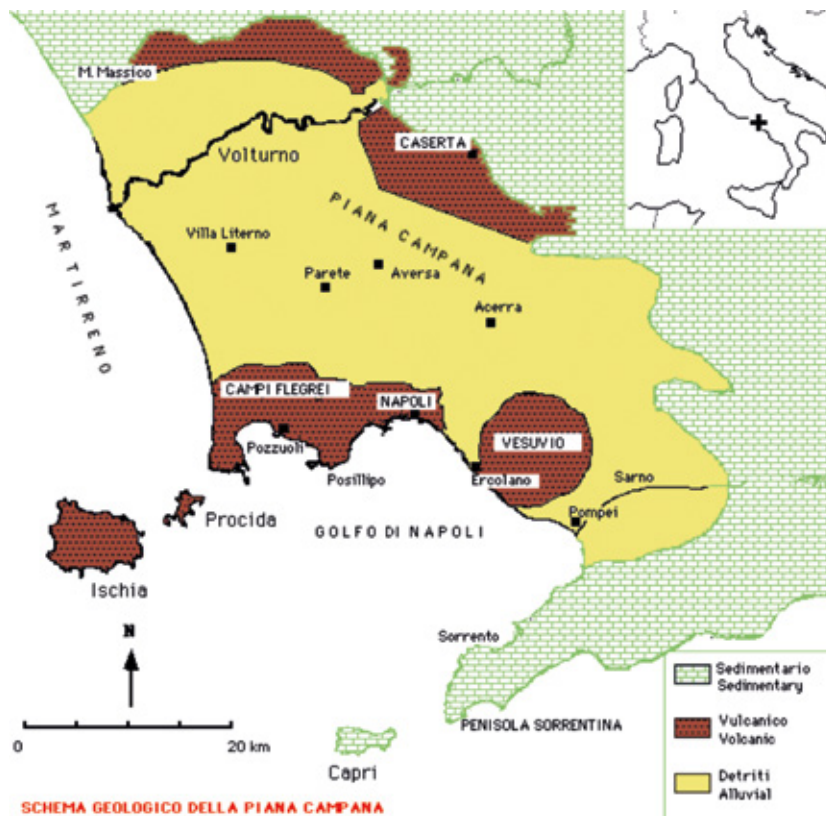 M. Massico
CASERTA
Volturno
MAR TIRRENO
PIANA CAMPANA
Villa Literno
Aversa
Parete
Acerra
CAMPI FLEGREI
NAPOLI
VESUVIO
Pozzuoli
Posillipo
Ercolano
Sarno
Procida
Pompei
GOLFO DI NAPOLI
Ischia
N
Sorrento
Sedimentario
Sedimentary
PENISOLA SORRENTINA
Vulcanico
Volcanic
0 20 km
Capri
Detriti
Alluvial
SCHEMA GEOLOGICO DELLA PIANA CAMPANA